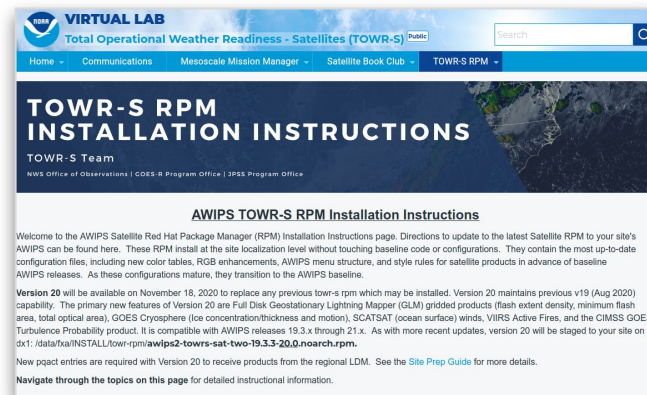 NOAA
VIRTUAL LAB
Total Operational Weather Readiness - Satellites (TOWR-S) Public
Search
Home Communications Mesoscale Mission Manager Satellite Book Club TOWR-S RPM
TOWR-S RPM
INSTALLATION INSTRUCTIONS
TOWR-S Team
NWS Office of Observations | GOES-R Program Office | JPSS Program Office
AWIPS TOWR-S RPM Installation Instructions
Welcome to the AWIPS Satellite Red Hat Package Manager (RPM) Installation Instructions page. Directions to update to the latest Satellite RPM to your site's
AWIPS can be found here. These RPM install at the site localization level without touching baseline code or configurations. They contain the most up-to-date
configuration files, including new color tables, RGB enhancements, AWIPS menu structure, and style rules for satellite products in advance of baseline
AWIPS releases. As these configurations mature, they transition to the AWIPS baseline.
Version 20 will be available on November 18, 2020 to replace any previous towr-s rpm which may be installed. Version 20 maintains previous v19 (Aug 2020)
capability. The primary new features of Version 20 are Full Disk Geostationary Lightning Mapper (GLM) gridded products (flash extent density, minimum flash
area, total optical area), GOES Cryosphere (Ice concentration/thickness and motion), SCATSAT (ocean surface) winds, VIIRS Active Fires, and the CIMSS GOES
Turbulence Probability product. It is compatible with AWIPS releases 19.3.x through 21.x. As with more recent updates, version 20 will be staged to your site on
dx1: /data/fxa/INSTALL/towr-rpm/awips2-towrs-sat-two-19.3.3-20.0.noarch.rpm.
New pqact entries are required with Version 20 to receive products from the regional LDM. See the Site Prep Guide for more details.
Navigate through the topics on this page for detailed instructional information.